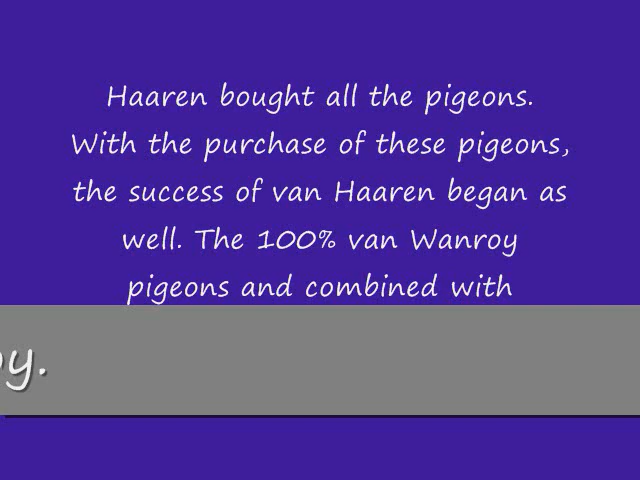 Haaren bought all the pigeons.
With the purchase of these pigeons,
the success of van Haaren began as
well. The 100% van Wanroy
pigeons and combined with
y.